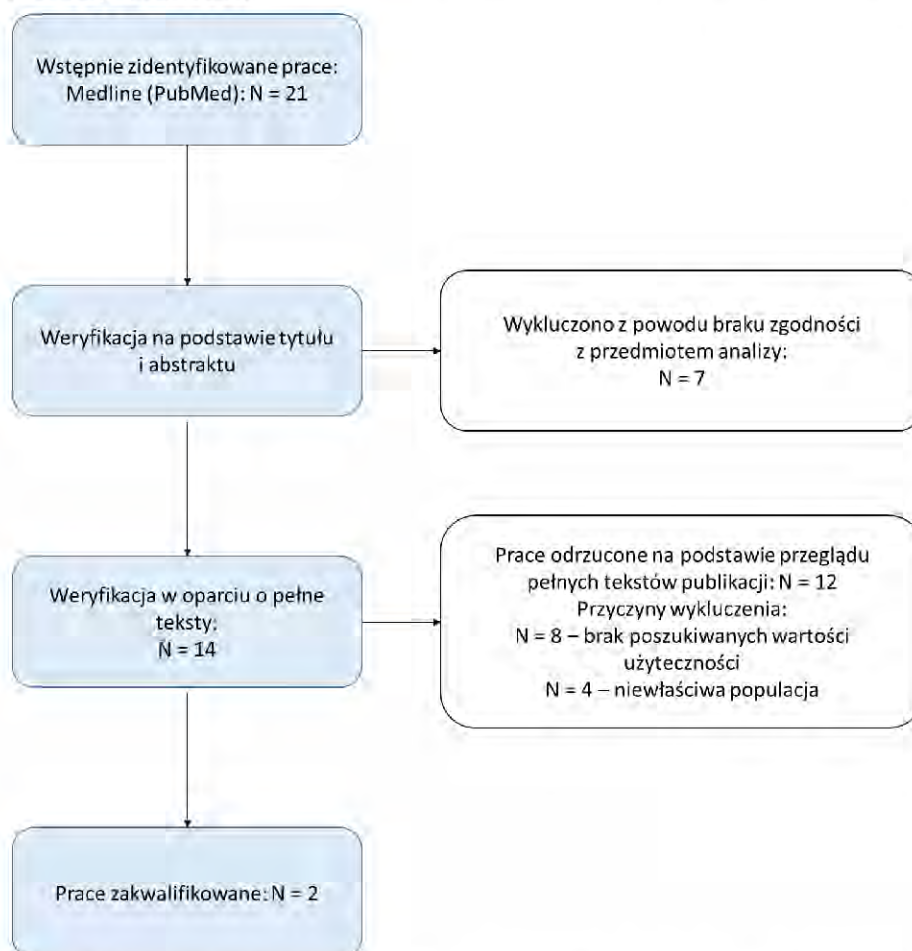 Wstępnie zidentyfikowane prace:
Medline (PubMed): N = 21
Weryfikacja na podstawie tytułu
i abstraktu
Wykluczono z powodu braku zgodności
z przedmiotem analizy:
N = 7
Weryfikacja w oparciu o pełne
teksty:
N = 14
Prace odrzucone na podstawie przeglądu
pełnych tekstów publikacji: N = 12
Przyczyny wykluczenia:
N = 8 – brak poszukiwanych wartości
użyteczności
N = 4 – niewłaściwa populacja
Prace zakwalifikowane: N = 2